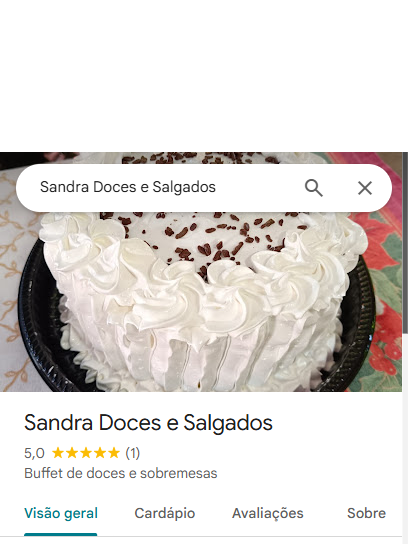 Sandra Doces e Salgados
Sandra Doces e Salgados
5,0 ★★★★★ (1)
Buffet de doces e sobremesas
Visão geral Cardápio Avaliações Sobre